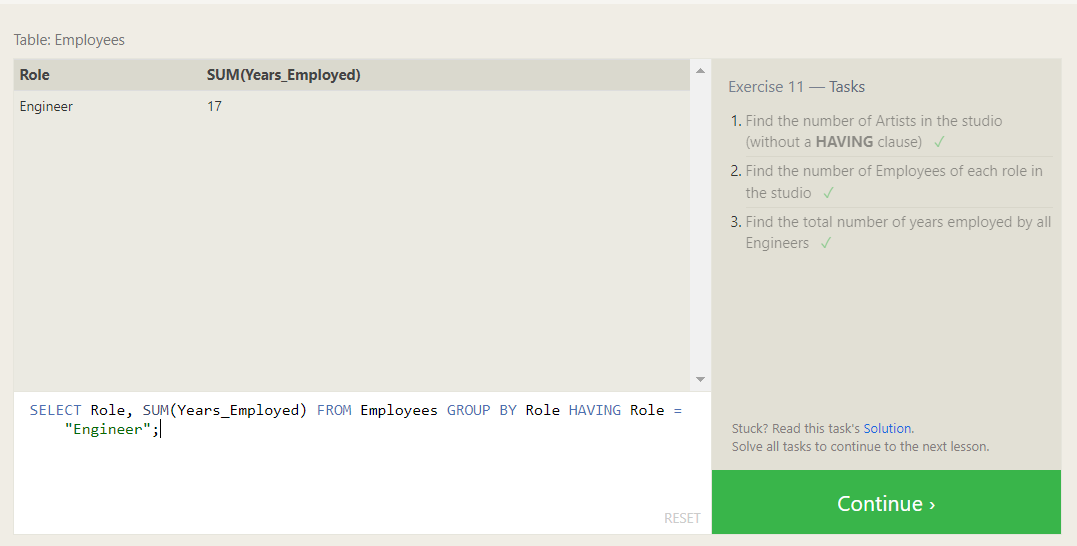 Table: Employees
Role SUM(Years_Employed)
Engineer 17
SELECT Role, SUM(Years_Employed) FROM Employees GROUP BY Role HAVING Role =
"Engineer";
RESET
Exercise 11 — Tasks
1. Find the number of Artists in the studio
(without a HAVING clause) ✓
2. Find the number of Employees of each role in
the studio ✓
3. Find the total number of years employed by all
Engineers ✓
Stuck? Read this task's Solution.
Solve all tasks to continue to the next lesson.
Continue ›